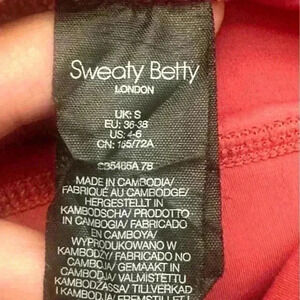 Sweaty Betty
LONDON
UK: S
EU: 36-38
US: 4-6
CN: 165/72A
MADE IN CAMBODIA/
FABRIQUÉ AU CAMBODGE/
HERGESTELLT IN
KAMBODSCHA/ PRODOTTO
IN CAMBOGIA/ FABRICADO
EN CAMBOYA/
WYPRODUKOWANO W
KAMBODŻY/ FABRICADO NO
CAMBOJA/ GEMAAKT IN
CAMBODJA/ VALMISTETTU
KAMBODZASSA/ TILLVERKAD
I KAMBODJA/ FREMSTILLET I